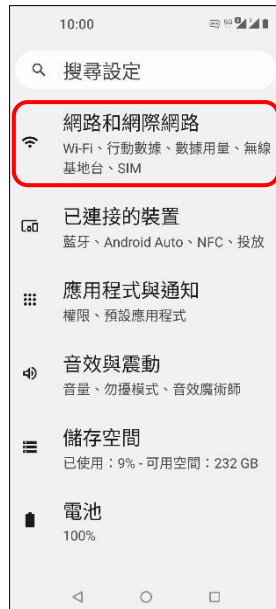 10:00
5G
搜尋設定
網路和網際網路
Wi-Fi、行動數據、數據用量、無線
基地台、SIM
已連接的裝置
藍牙、Android Auto、NFC、投放
應用程式與通知
權限、預設應用程式
音效與震動
音量、勿擾模式、音效魔術師
儲存空間
已使用：9% - 可用空間：232 GB
電池
100%